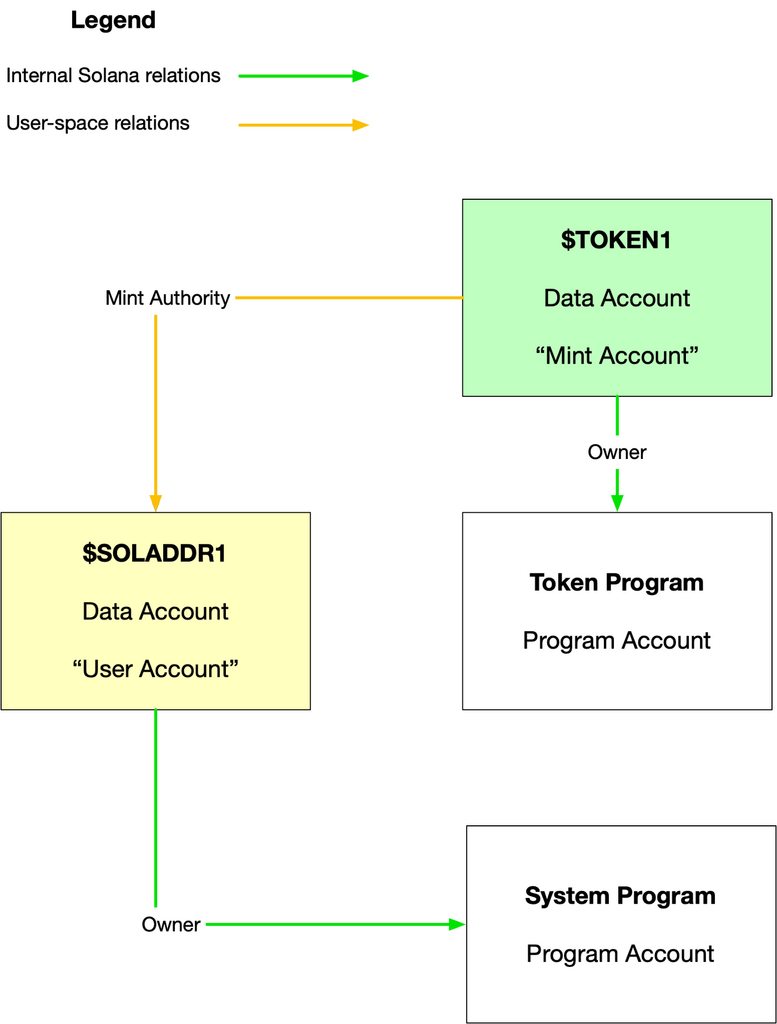 Legend
Internal Solana relations
User-space relations
$TOKEN1
Data Account
“Mint Account”
Mint Authority
Owner
$SOLADDR1
Data Account
“User Account”
Token Program
Program Account
System Program
Program Account
Owner